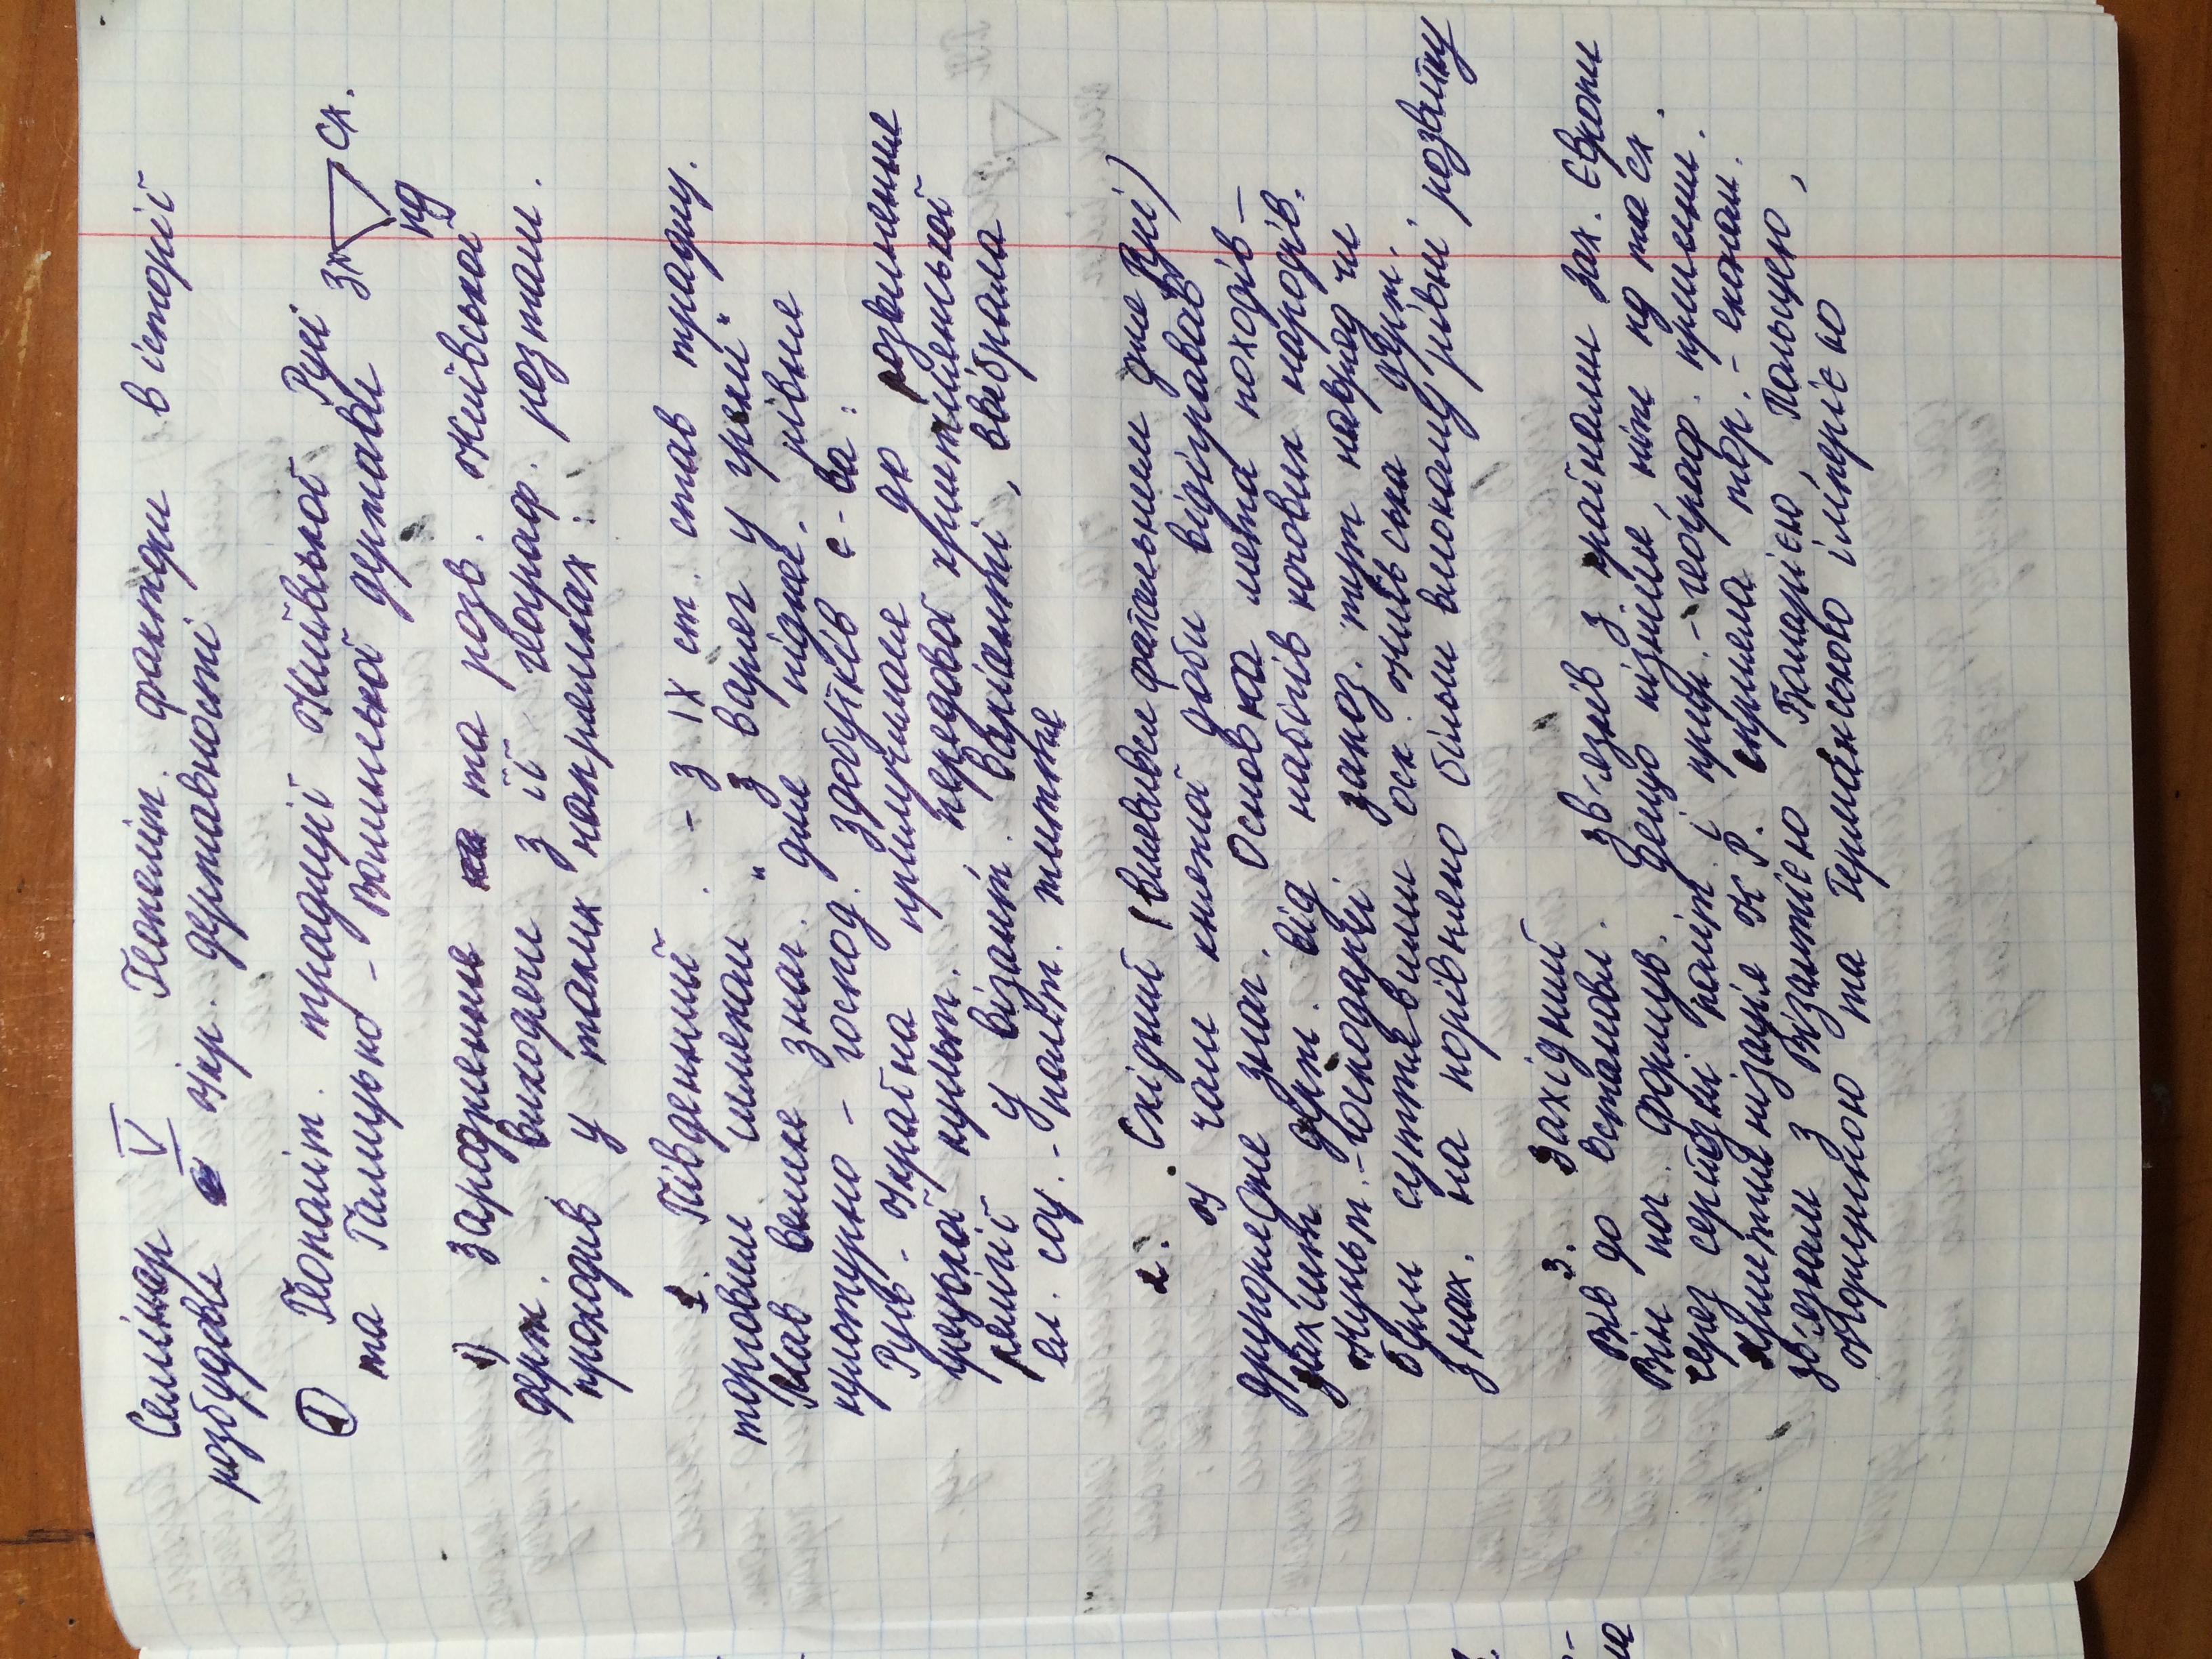 Семінар V Геополіт. фактори в історії
розбудови Укр. державності
① Геополіт. традиції Київської Русі
та Галицько - Волинської держави
Зх Сх.
пд
1) Зародження та розв. Київської
держ. , виходячи з її географ. розташ.
проходив у таких напрямках:
1. Південний - з IX ст. став традиц.
торговим шляхом „з варяг у греки“
Мав велике знач. для піднес. рівня
культурно - господ. здобутків с-ва:
Русь - Україна прилучилася до
грецької культ. , передової християнської
релігії у візант. варіанті, ввібрала
ел. соц. - політ. життя
2. Східний (виявився фатальним для Русі)
У часи княжої доби відігравав
другорядне знач. Основна мета походів -
захист держ. від набігів кочових народів.
Культ. - господарчі запоз. тут навряд чи
були суттєвими оск. Київська держ.
знах. на порівняно більш високому рівні розвитку
3. Західний
Вів до встановл. зв'язків з країнами Зах. Європи
Він поч. формув. дещо пізніше, ніж пд та сх.
через серйозні політ. і прир. - географ. причини.
Християнізація К Р. сприяла тор. - економ.
зв'язкам з Візантією Болгарією, Польщею,
Угорщиною та Германською імперією